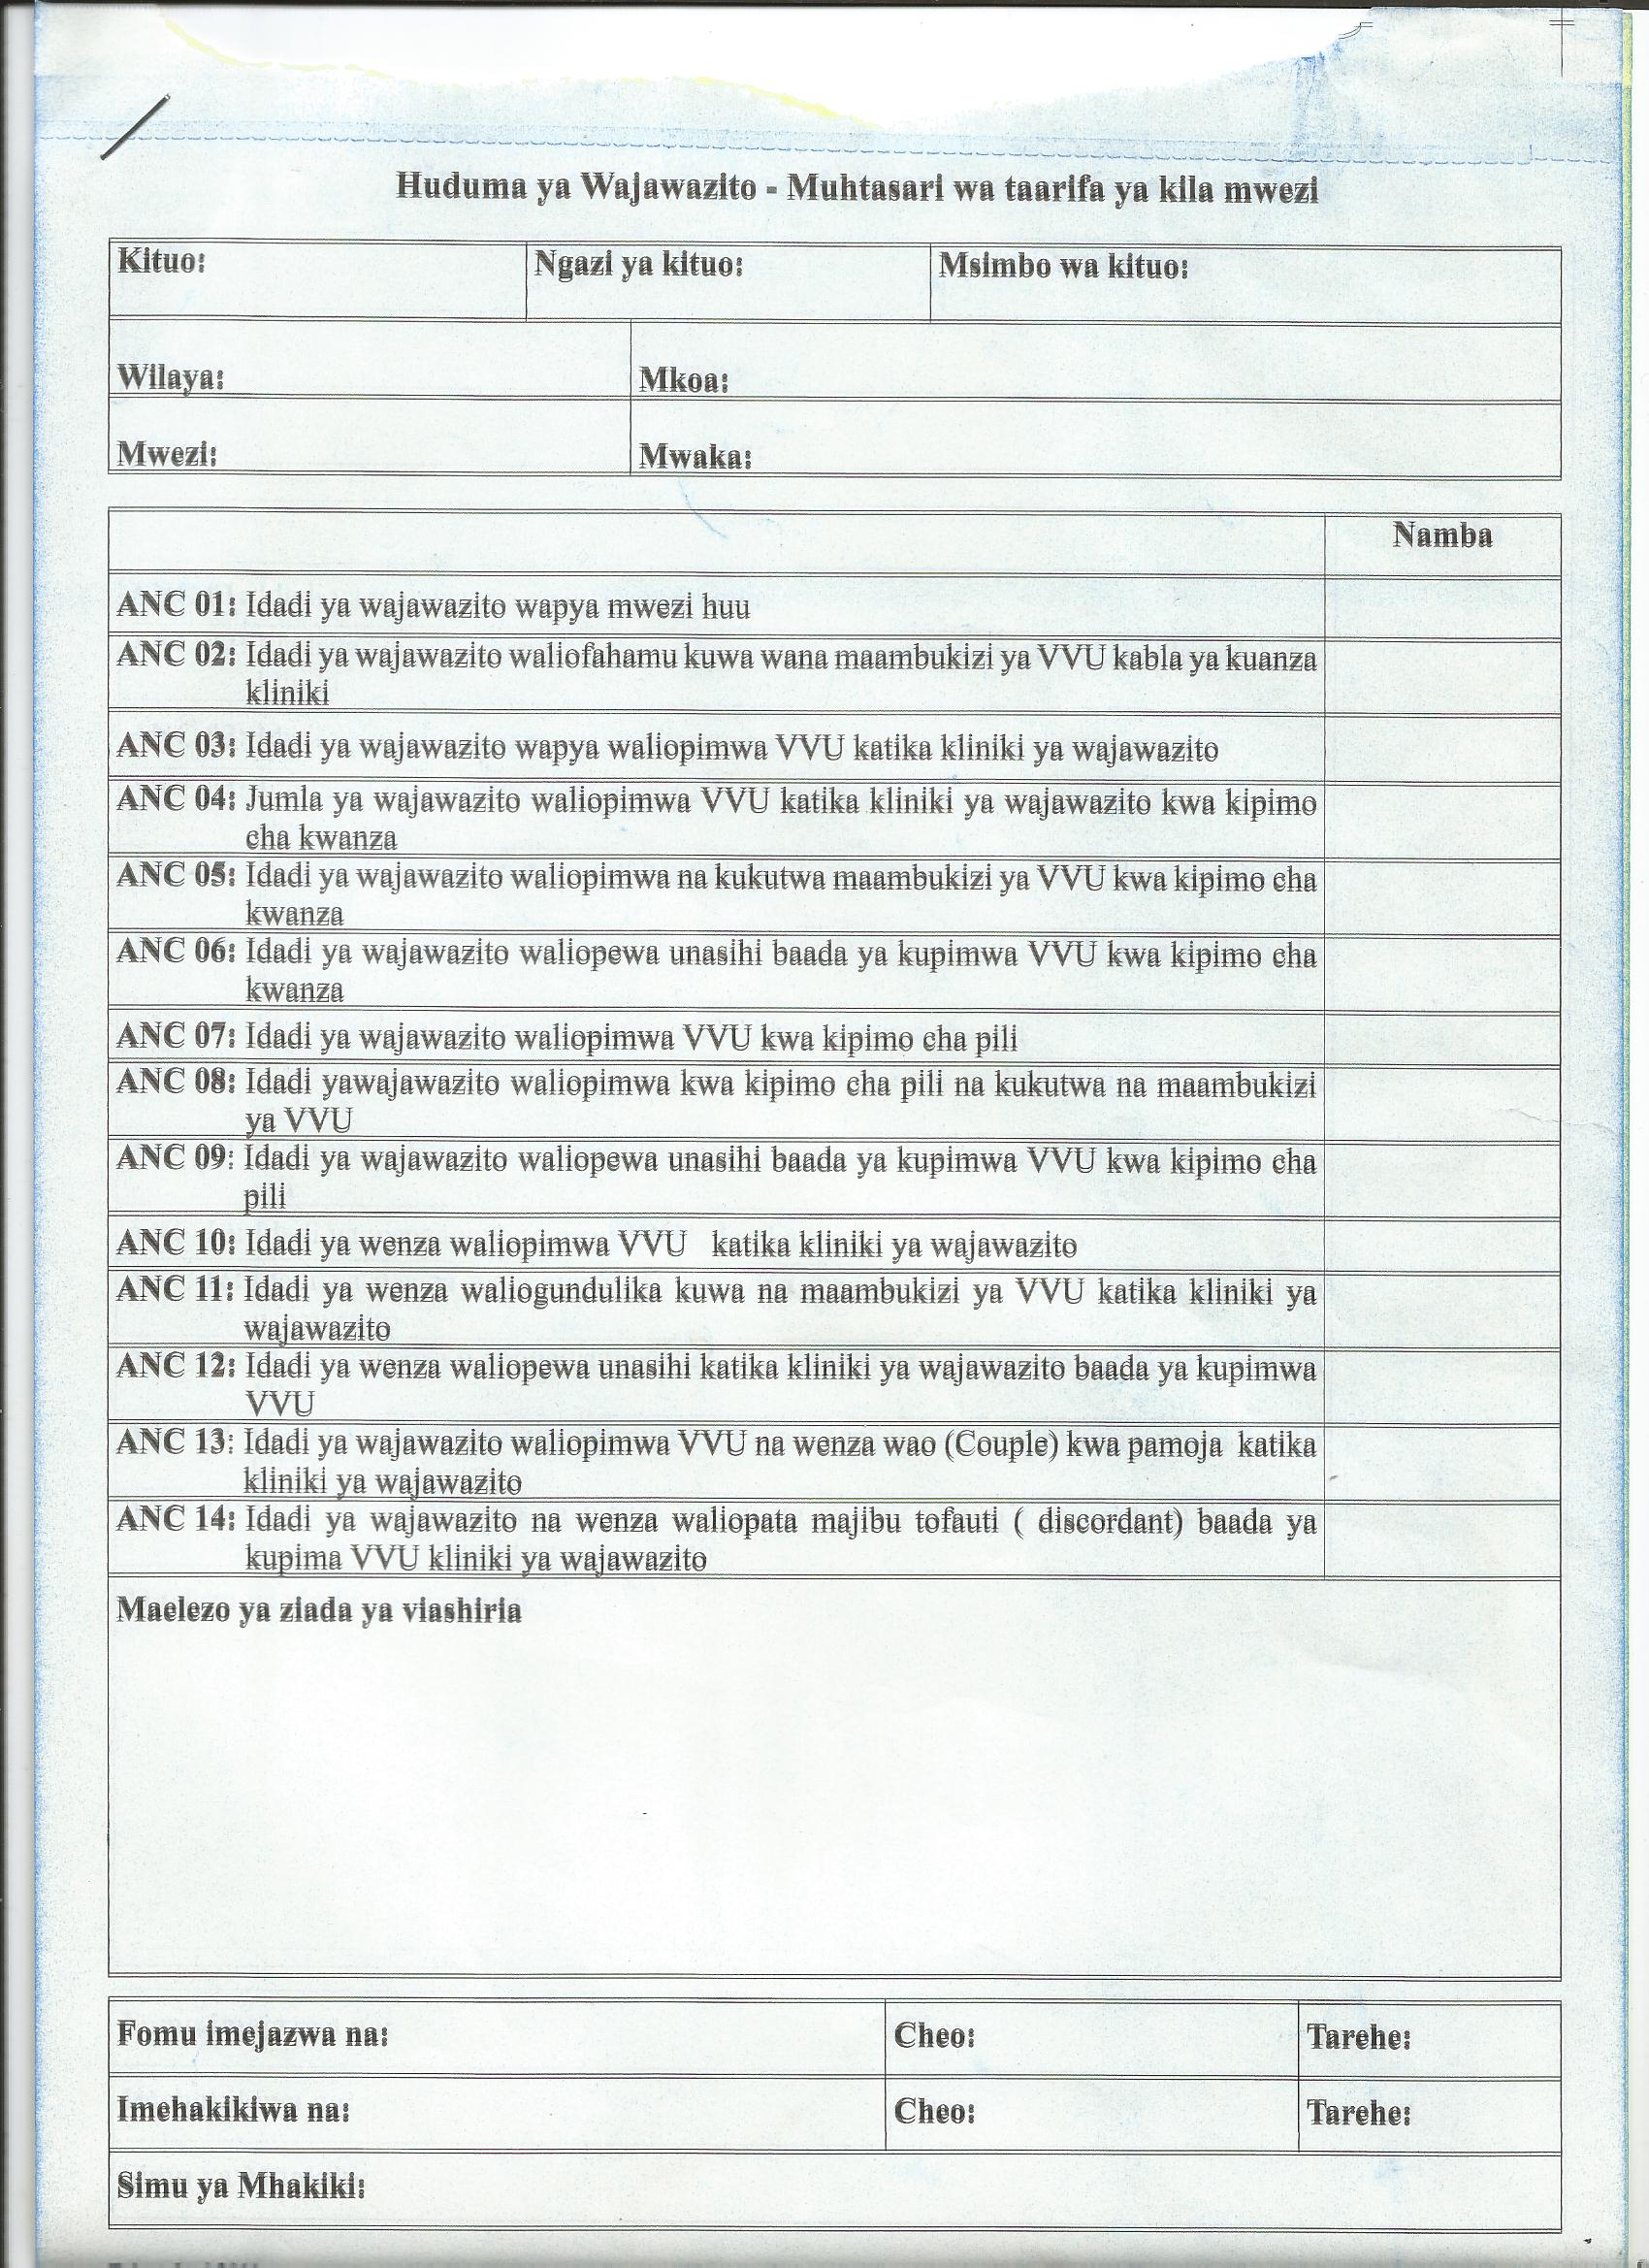 Huduma ya Wajawazito - Muhtasari wa taarifa ya kila mwezi
Kituo: Ngazi ya kituo: Msimbo wa kituo:
Wilaya: Mkoa:
Mwezi: Mwaka:
Namba
ANC 01: Idadi ya wajawazito wapya mwezi huu
ANC 02: Idadi ya wajawazito waliofahamu kuwa wana maambukizi ya VVU kabla ya kuanza
kliniki
ANC 03: Idadi ya wajawazito wapya waliopimwa VVU katika kliniki ya wajawazito
ANC 04: Jumla ya wajawazito waliopimwa VVU katika kliniki ya wajawazito kwa kipimo
cha kwanza
ANC 05: Idadi ya wajawazito waliopimwa na kukutwa maambukizi ya VVU kwa kipimo cha
kwanza
ANC 06: Idadi ya wajawazito waliopewa unasihi baada ya kupimwa VVU kwa kipimo cha
kwanza
ANC 07: Idadi ya wajawazito waliopimwa VVU kwa kipimo cha pili
ANC 08: Idadi yawajawazito waliopimwa kwa kipimo cha pili na kukutwa na maambukizi
ya VVU
ANC 09: Idadi ya wajawazito waliopewa unasihi baada ya kupimwa VVU kwa kipimo cha
pili
ANC 10: Idadi ya wenza waliopimwa VVU katika kliniki ya wajawazito
ANC 11: Idadi ya wenza waliogundulika kuwa na maambukizi ya VVU katika kliniki ya
wajawazito
ANC 12: Idadi ya wenza waliopewa unasihi katika kliniki ya wajawazito baada ya kupimwa
VVU
ANC 13: Idadi ya wajawazito waliopimwa VVU na wenza wao (Couple) kwa pamoja katika
kliniki ya wajawazito
ANC 14: Idadi ya wajawazito na wenza waliopata majibu tofauti ( discordant) baada ya
kupima VVU kliniki ya wajawazito
Maelezo ya ziada ya viashiria
Fomu imejazwa na: Cheo: Tarehe:
Imehakikiwa na: Cheo: Tarehe:
Simu ya Mhakiki: